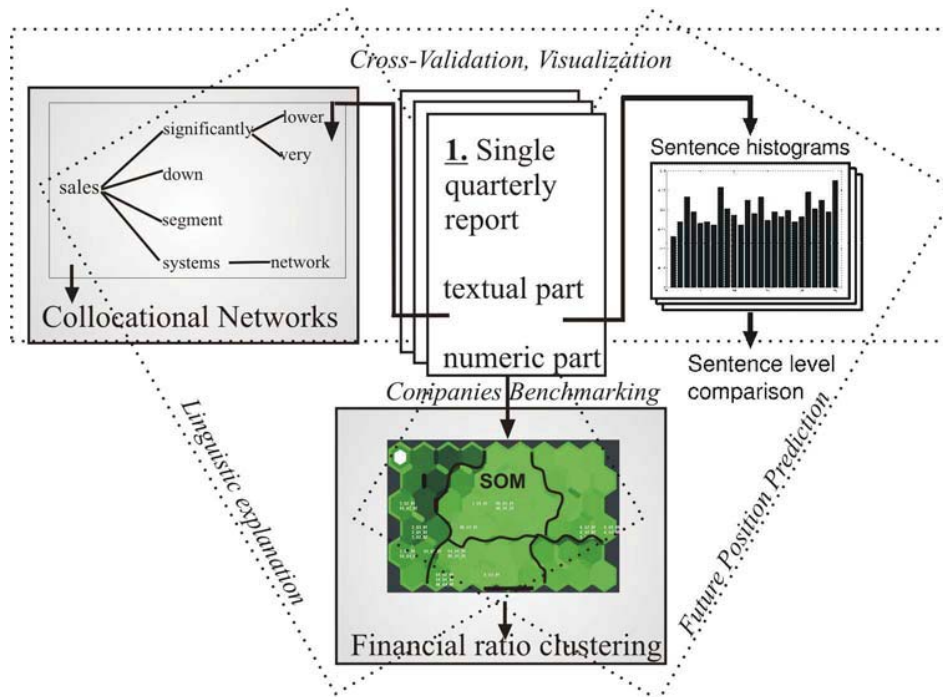 Cross-Validation, Visualization
significantly
lower
very
sales
down
segment
systems
network
Collocational Networks
1. Single
quarterly
report
textual part
numeric part
Sentence histograms
Sentence level
comparison
Companies Benchmarking
Linguistic explanation
Future Position Prediction
SOM
Financial ratio clustering